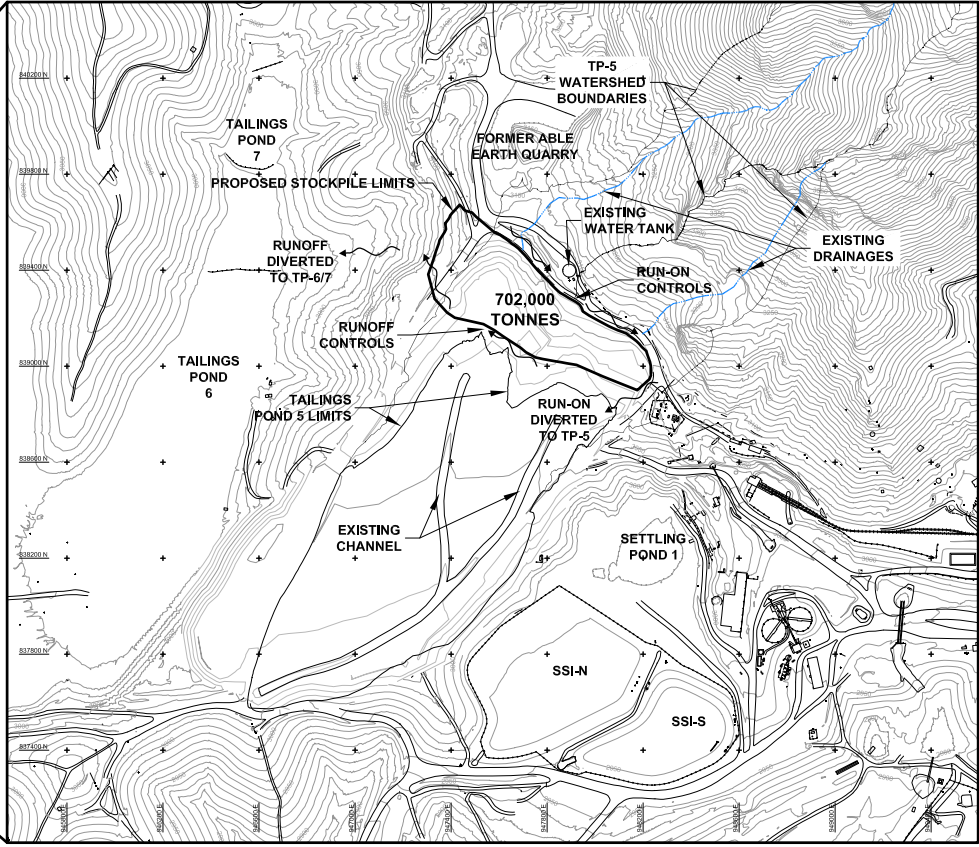 840200 N
TP-5
WATERSHED
BOUNDARIES
TAILINGS
POND
7
FORMER ABLE
EARTH QUARRY
839800 N
PROPOSED STOCKPILE LIMITS
EXISTING
WATER TANK
RUNOFF
DIVERTED
TO TP-6/7
EXISTING
DRAINAGES
839400 N
RUN-ON
CONTROLS
702,000
TONNES
RUNOFF
CONTROLS
839000 N
TAILINGS
POND
6
TAILINGS
POND 5 LIMITS
RUN-ON
DIVERTED
TO TP-5
838600 N
EXISTING
CHANNEL
SETTLING
POND 1
838200 N
837800 N
SSI-N
SSI-S
837400 N